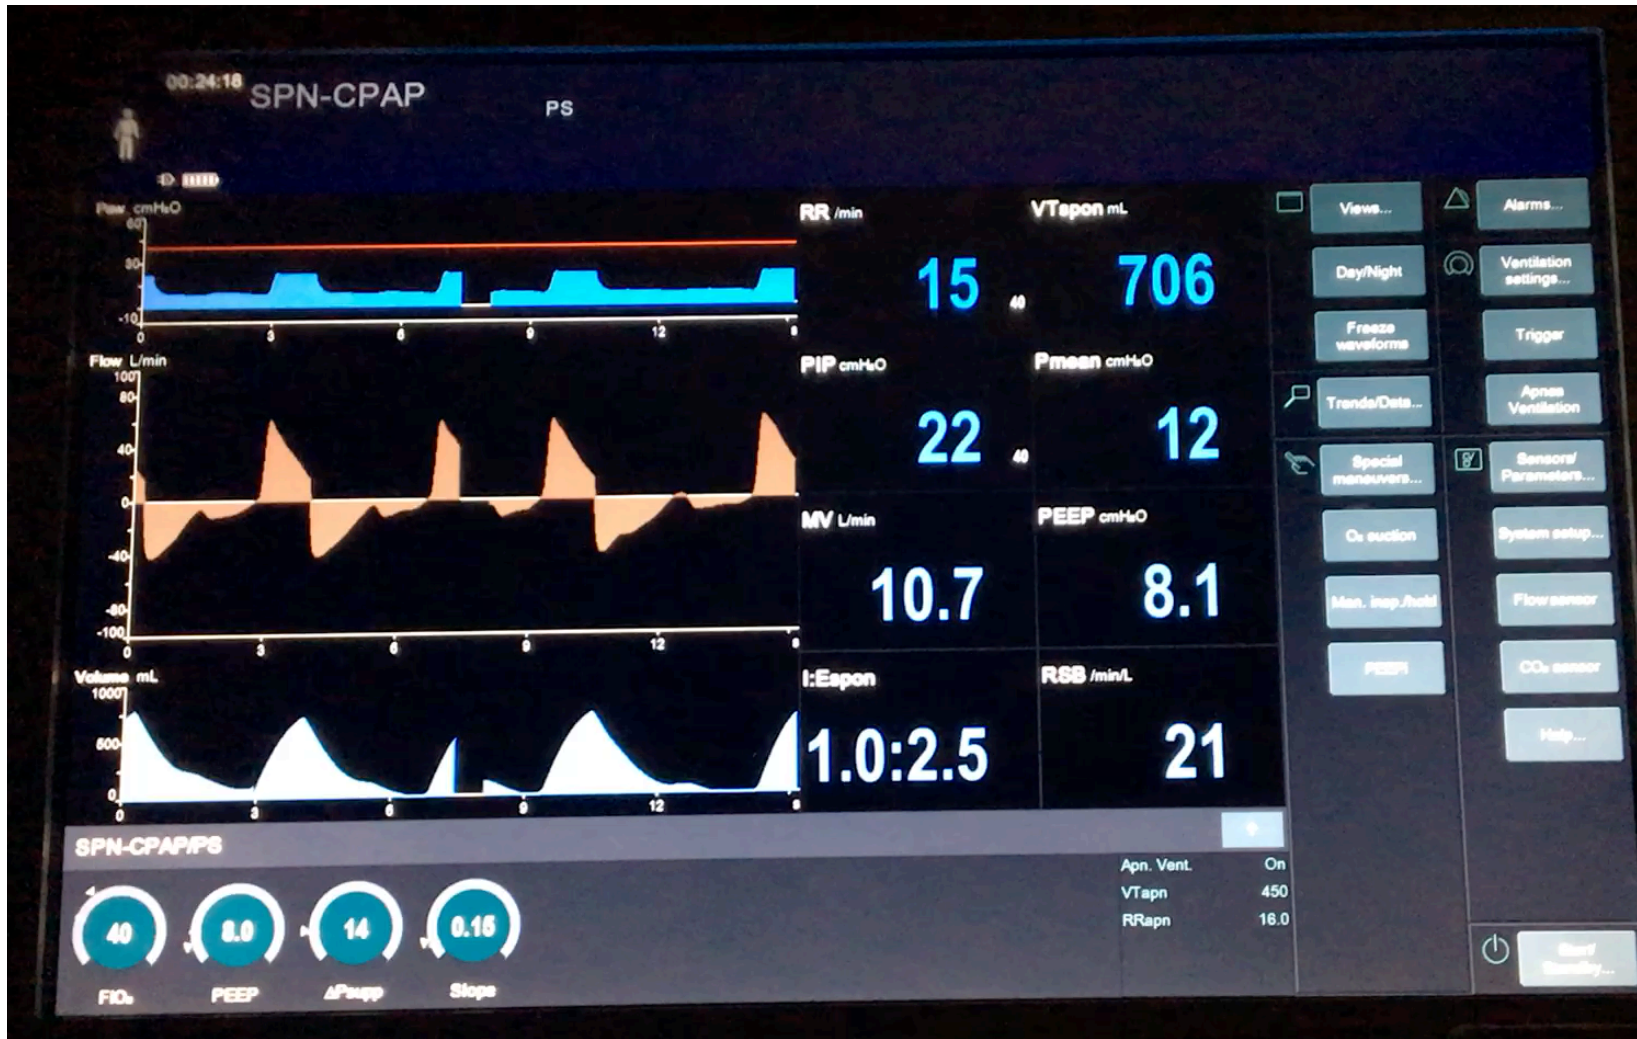 00:24:18
SPN-CPAP
PS
Paw cmH₂O
60
30
-10
0 3 6 9 12 s
Flow L/min
100
80
40
0
-40
-80
-100
0 3 6 9 12 s
Volume mL
1000
500
0
0 3 6 9 12 s
RR /min
15
40
VTspon mL
706
PIP cmH₂O
22
40
Pmean cmH₂O
12
MV L/min
10.7
PEEP cmH₂O
8.1
I:Espon
1.0:2.5
RSB /min/L
21
Views...
Day/Night
Freeze
waveforms
Trends/Data...
Special
maneuvers...
O₂ suction
Man. insp./hold
PEEPi
Alarms...
Ventilation
settings...
Trigger
Apnea
Ventilation
Sensors/
Parameters...
System setup...
Flow sensor
CO₂ sensor
Help...
Start/
Standby...
SPN-CPAP/PS
40
FiO₂
8.0
PEEP
14
ΔPsupp
0.15
Slope
Apn. Vent. On
VTapn 450
RRapn 16.0